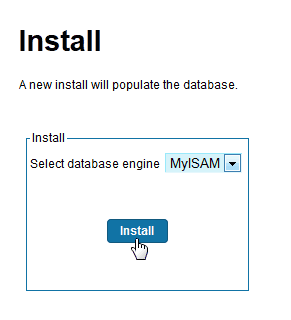 Install
A new install will populate the database.
Install
Select database engine MyISAM
Install